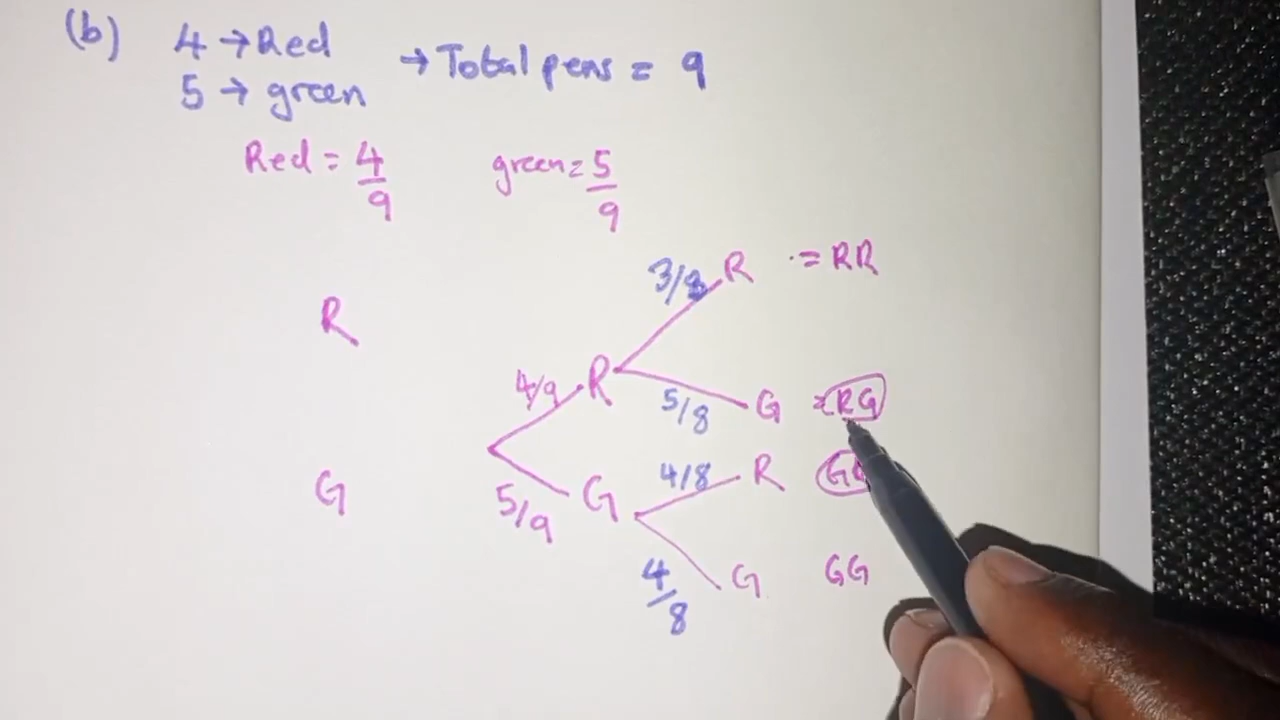 (b) 4 → Red
5 → green → Total pens = 9
Red = 4/9 green = 5/9
3/8 R = RR
R
4/9 R 5/8 G = RG
G 5/9 G 4/8 R
4/8 G GG